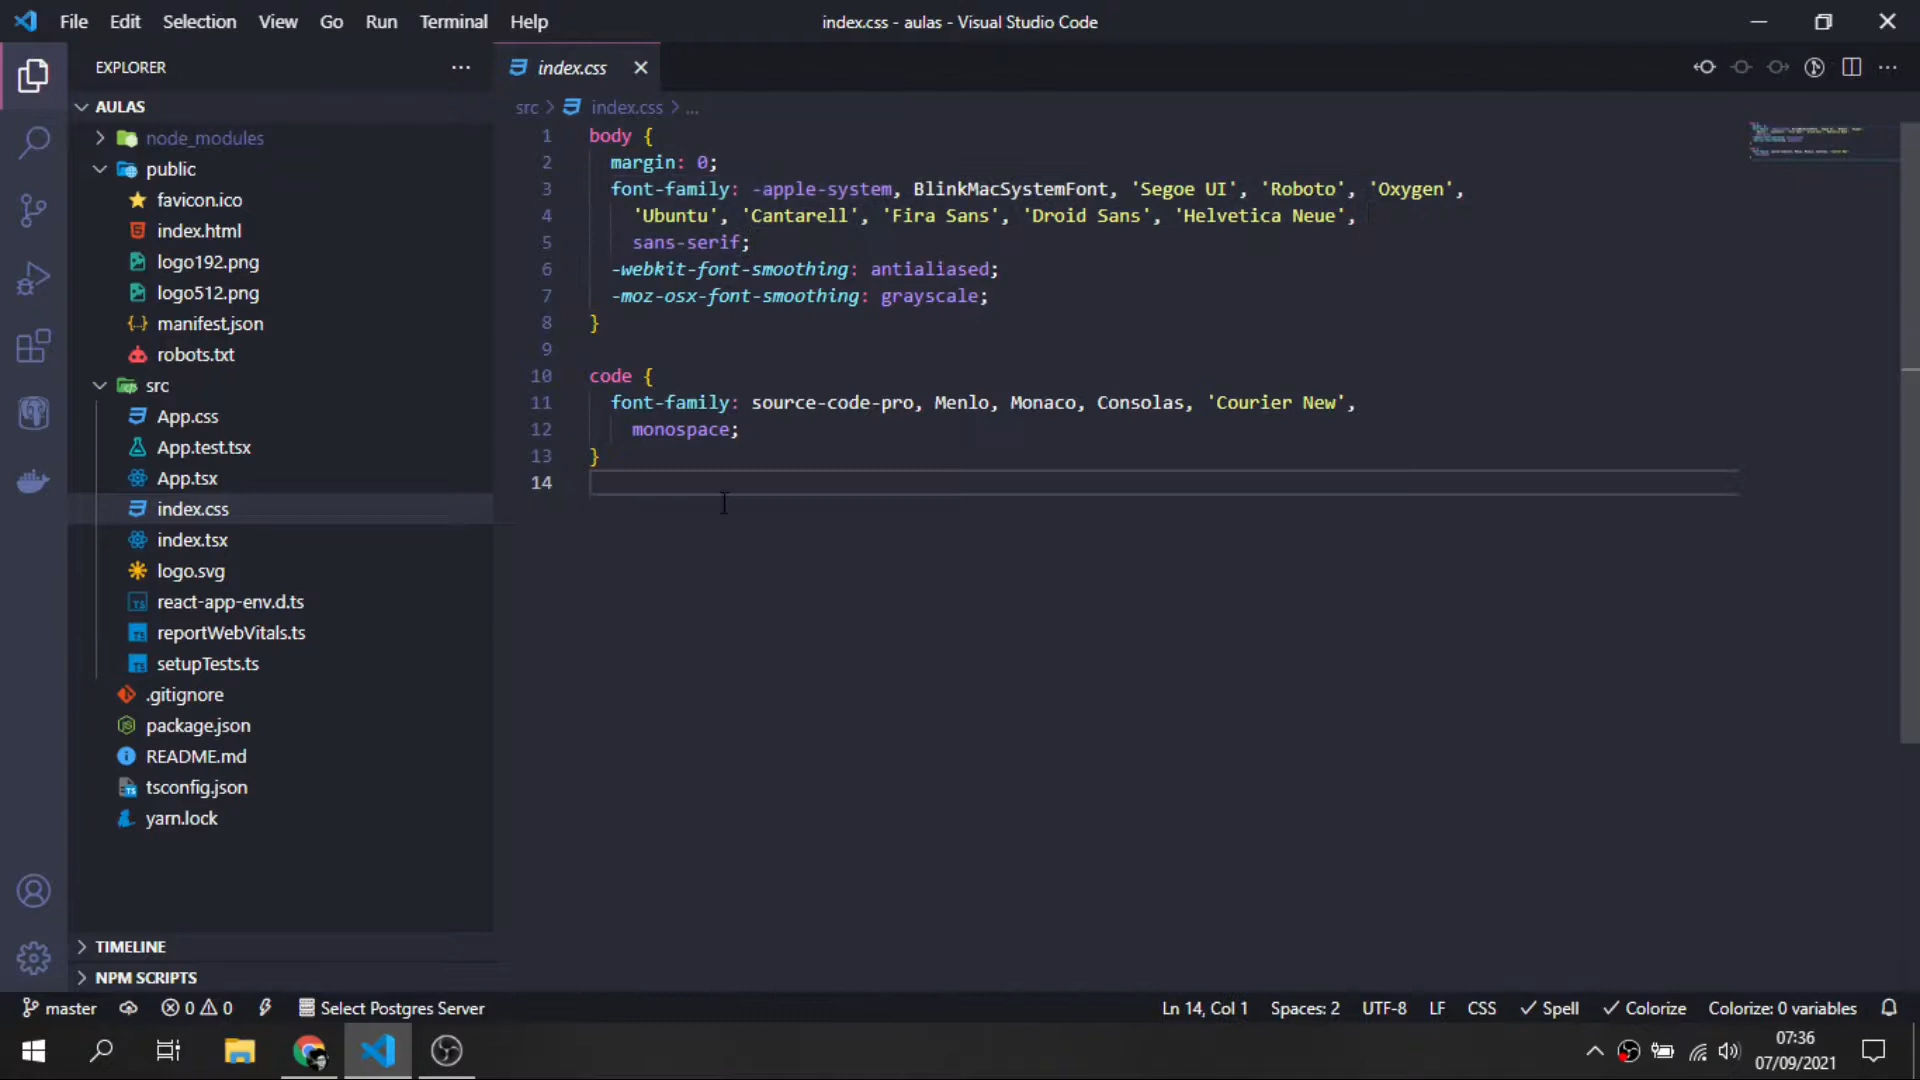 File Edit Selection View Go Run Terminal Help
index.css - aulas - Visual Studio Code
EXPLORER
AULAS
node_modules
public
favicon.ico
index.html
logo192.png
logo512.png
manifest.json
robots.txt
src
App.css
App.test.tsx
App.tsx
index.css
index.tsx
logo.svg
react-app-env.d.ts
reportWebVitals.ts
setupTests.ts
.gitignore
package.json
README.md
tsconfig.json
yarn.lock
TIMELINE
NPM SCRIPTS
index.css
src > index.css > ...
1 body {
2 margin: 0;
3 font-family: -apple-system, BlinkMacSystemFont, 'Segoe UI', 'Roboto', 'Oxygen',
4 'Ubuntu', 'Cantarell', 'Fira Sans', 'Droid Sans', 'Helvetica Neue',
5 sans-serif;
6 -webkit-font-smoothing: antialiased;
7 -moz-osx-font-smoothing: grayscale;
8 }
9
10 code {
11 font-family: source-code-pro, Menlo, Monaco, Consolas, 'Courier New',
12 monospace;
13 }
14
master 0 0 Select Postgres Server
Ln 14, Col 1 Spaces: 2 UTF-8 LF CSS Spell Colorize Colorize: 0 variables
07:36
07/09/2021